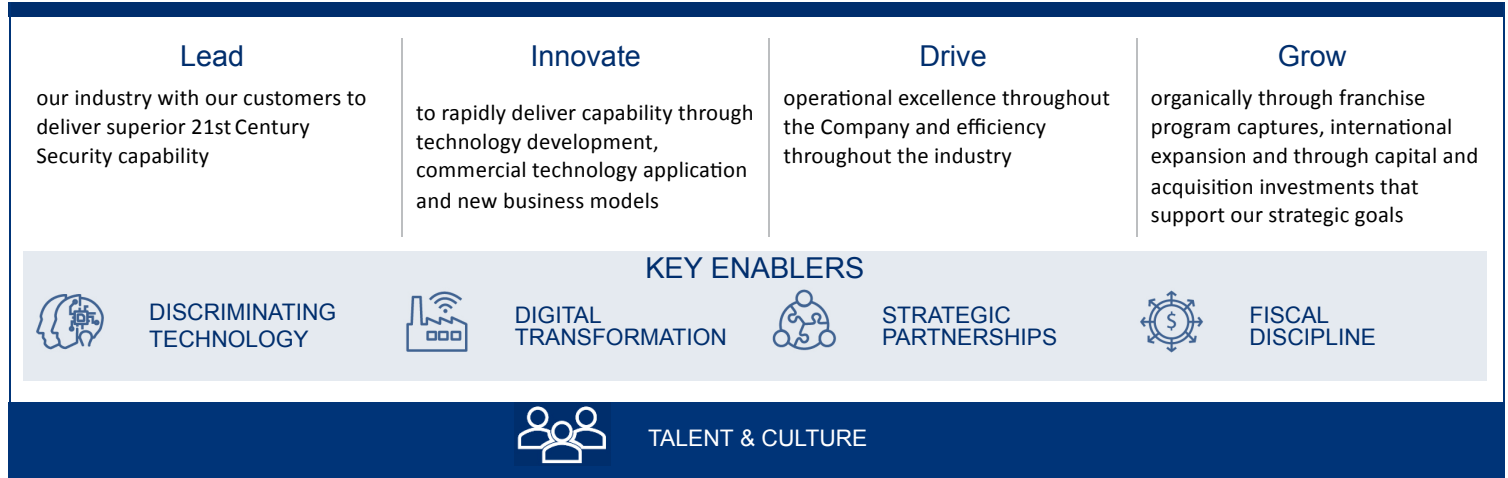 Lead
our industry with our customers to
deliver superior 21st Century
Security capability
Innovate
to rapidly deliver capability through
technology development,
commercial technology application
and new business models
Drive
operational excellence throughout
the Company and efficiency
throughout the industry
Grow
organically through franchise
program captures, international
expansion and through capital and
acquisition investments that
support our strategic goals
KEY ENABLERS
DISCRIMINATING
TECHNOLOGY
DIGITAL
TRANSFORMATION
STRATEGIC
PARTNERSHIPS
$
FISCAL
DISCIPLINE
TALENT & CULTURE